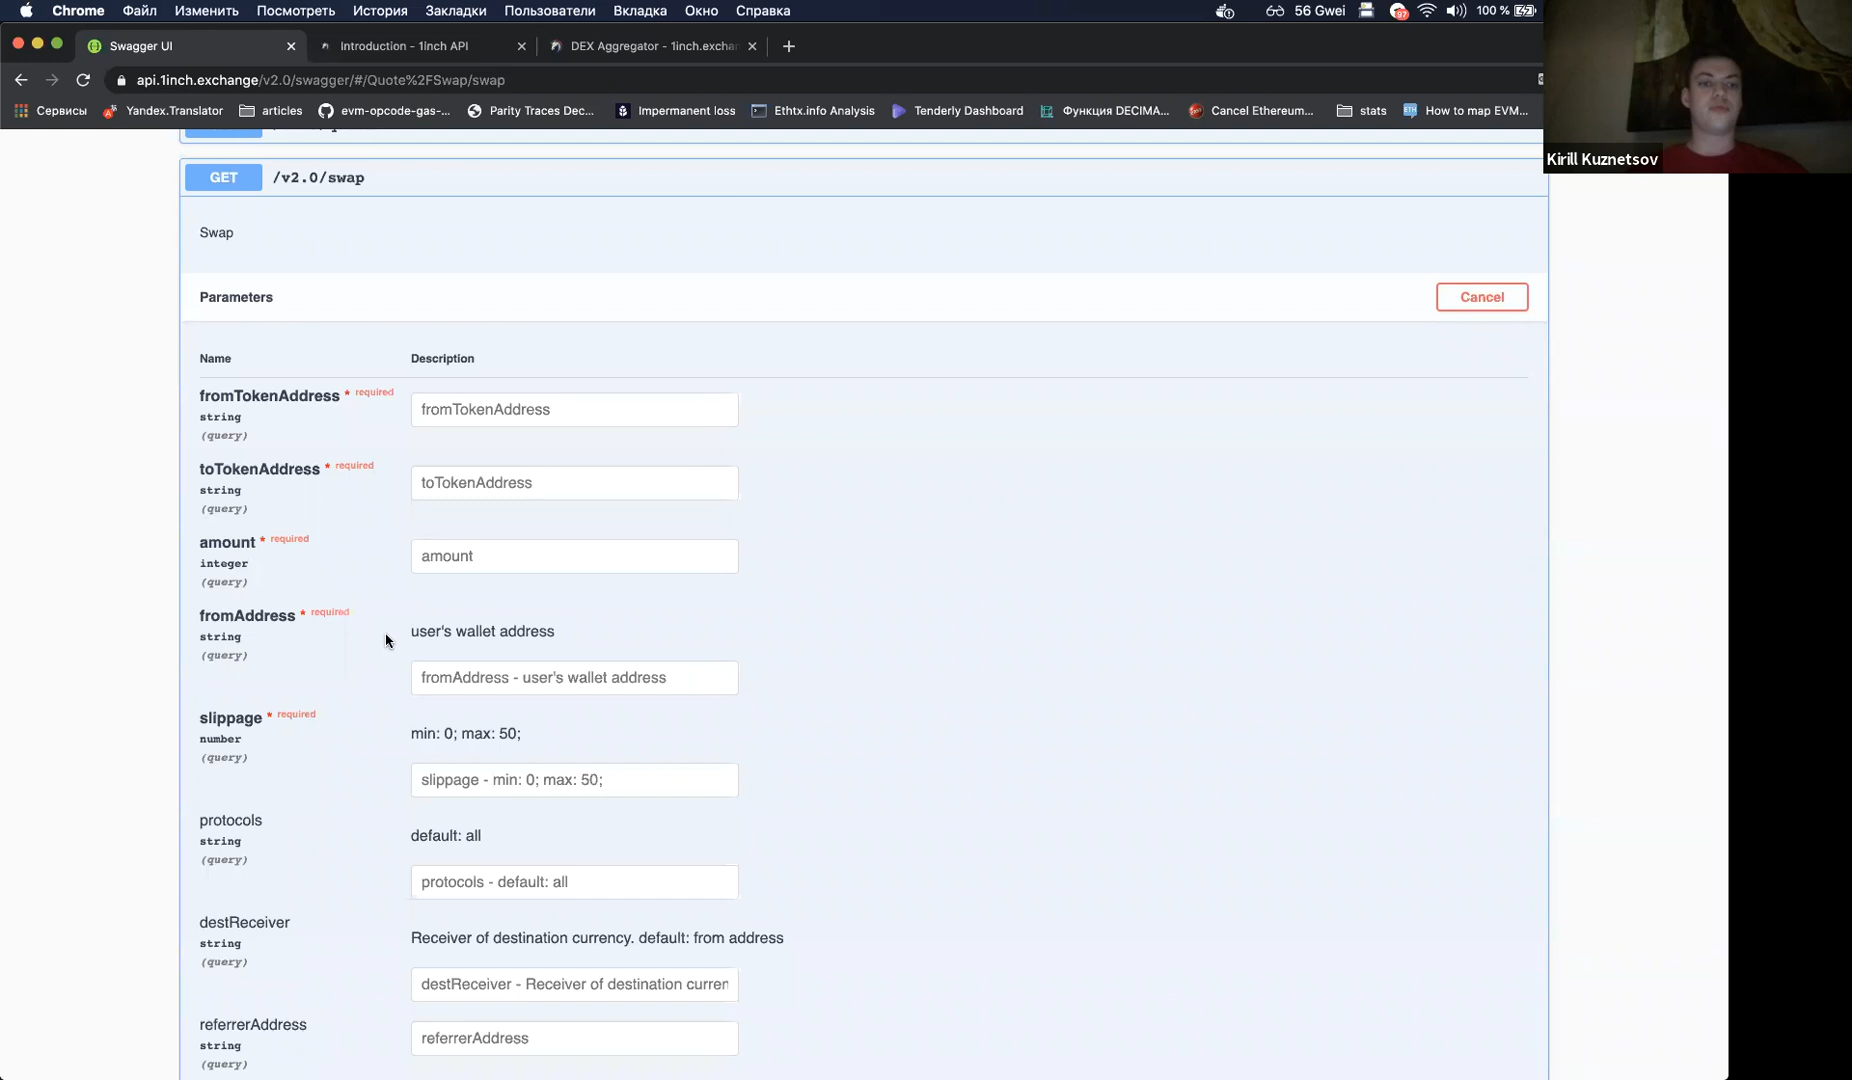 Chrome Файл Изменить Просмотреть История Закладки Пользователи Вкладка Окно Справка 56 Gwei 97 100 %
Swagger UI Introduction - 1inch API DEX Aggregator - 1inch.exchar
api.1inch.exchange/v2.0/swagger/#/Quote%2FSwap/swap
Сервисы Yandex.Translator articles evm-opcode-gas-... Parity Traces Dec... Impermanent loss Ethtx.info Analysis Tenderly Dashboard Функция DECIMA... Cancel Ethereum... stats How to map EVM...
Kirill Kuznetsov
GET /v2.0/swap
Swap
Parameters Cancel
Name Description
fromTokenAddress * required
string
(query)
fromTokenAddress
toTokenAddress * required
string
(query)
toTokenAddress
amount * required
integer
(query)
amount
fromAddress * required
string
(query)
user's wallet address
fromAddress - user's wallet address
slippage * required
number
(query)
min: 0; max: 50;
slippage - min: 0; max: 50;
protocols
string
(query)
default: all
protocols - default: all
destReceiver
string
(query)
Receiver of destination currency. default: from address
destReceiver - Receiver of destination curren
referrerAddress
string
(query)
referrerAddress